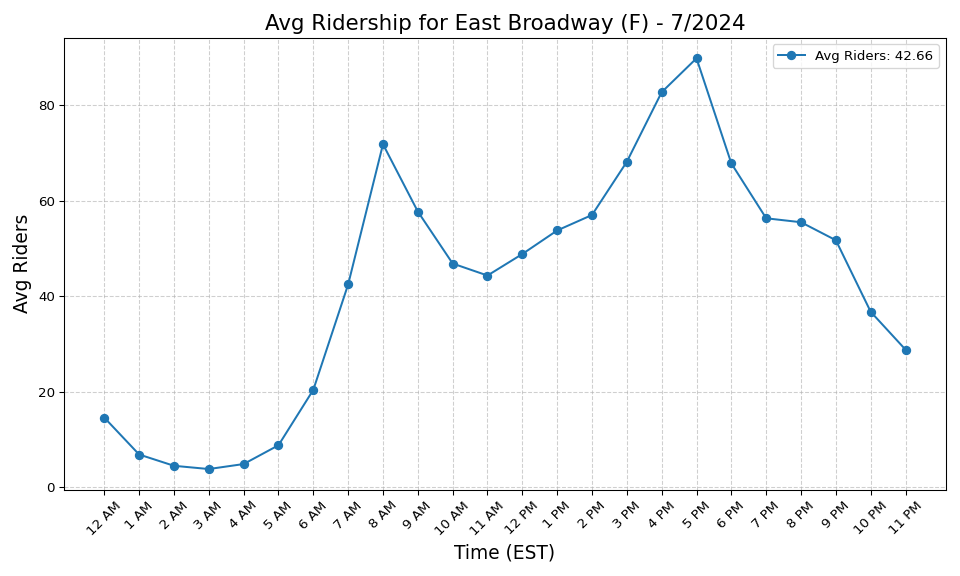 Avg Ridership for East Broadway (F) - 7/2024
Avg Riders: 42.66
Avg Riders
80
60
40
20
0
12 AM
1 AM
2 AM
3 AM
4 AM
5 AM
6 AM
7 AM
8 AM
9 AM
10 AM
11 AM
12 PM
1 PM
2 PM
3 PM
4 PM
5 PM
6 PM
7 PM
8 PM
9 PM
10 PM
11 PM
Time (EST)